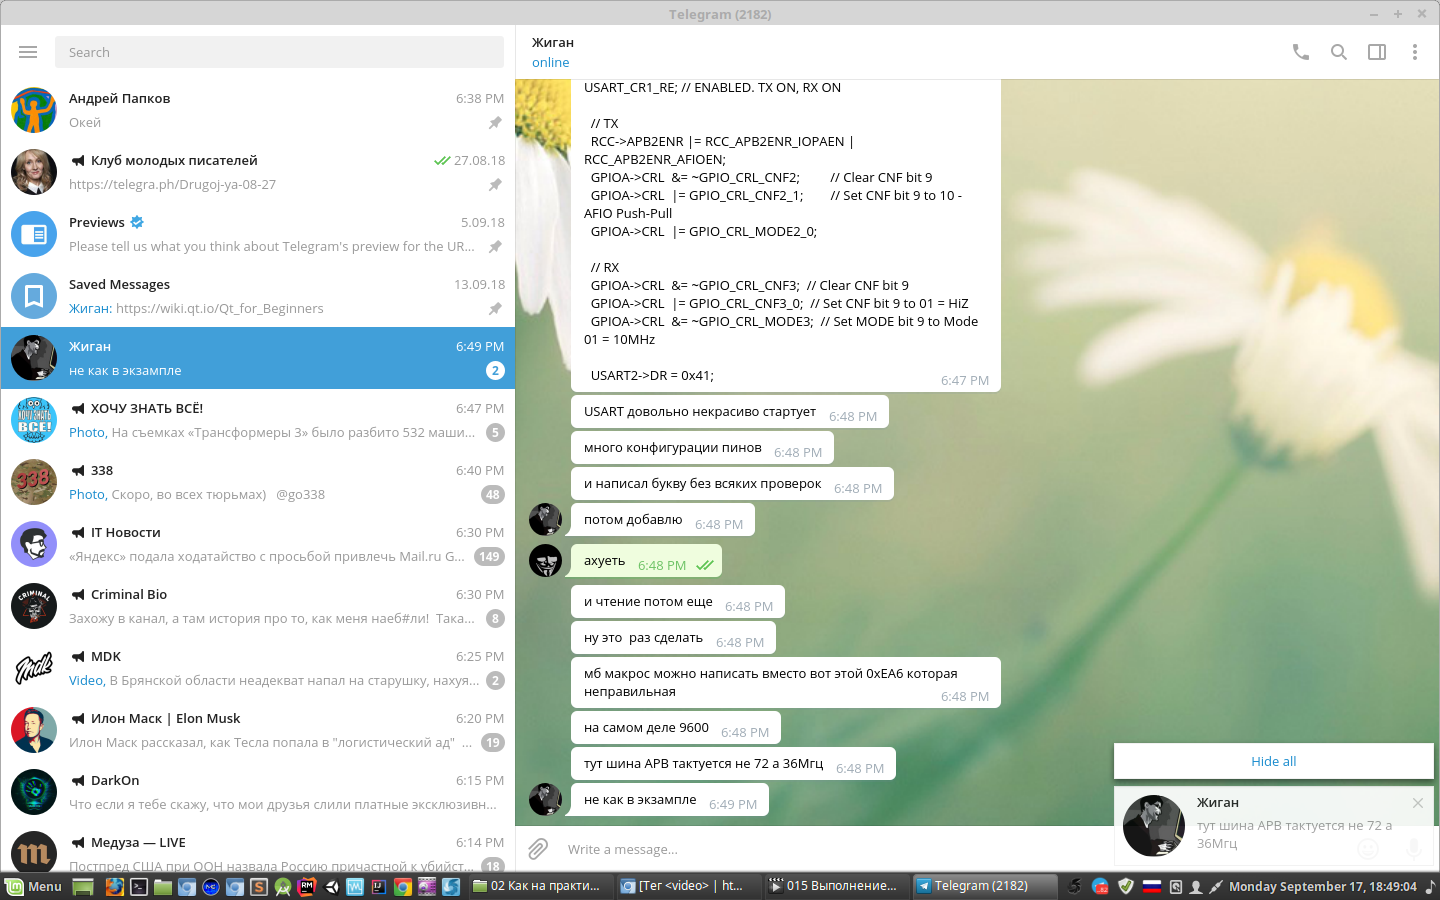 Telegram (2182)
Search
Андрей Папков
6:38 PM
Окей
Клуб молодых писателей
27.08.18
https://telegra.ph/Drugoj-ya-08-27
Previews
5.09.18
Please tell us what you think about Telegram's preview for the UR...
Saved Messages
13.09.18
Жиган: https://wiki.qt.io/Qt_for_Beginners
Жиган
6:49 PM
не как в экзампле
2
ХОЧУ ЗНАТЬ ВСЁ!
6:47 PM
Photo, На съемках «Трансформеры 3» было разбито 532 маши...
5
ХОЧУ ЗНАТЬ
ВСЕ!
338
6:40 PM
Photo, Скоро, во всех тюрьмах) @go338
48
338
IT Новости
6:30 PM
«Яндекс» подала ходатайство с просьбой привлечь Mail.ru G...
149
Criminal Bio
6:30 PM
Захожу в канал, а там история про то, как меня наеб#ли! Така...
8
CRIMINAL
MDK
6:25 PM
Video, В Брянской области неадекват напал на старушку, нахуя...
2
Mdk
Илон Маск | Elon Musk
6:20 PM
Илон Маск рассказал, как Тесла попала в "логистический ад" ...
19
DarkOn
6:15 PM
Что если я тебе скажу, что мои друзья слили платные эксклюзивн...
Медуза — LIVE
6:14 PM
Постпред США при ООН назвала Россию причастной к убийст...
18
m
Жиган
online
USART_CR1_RE; // ENABLED. TX ON, RX ON
// TX
RCC->APB2ENR |= RCC_APB2ENR_IOPAEN |
RCC_APB2ENR_AFIOEN;
GPIOA->CRL &= ~GPIO_CRL_CNF2; // Clear CNF bit 9
GPIOA->CRL |= GPIO_CRL_CNF2_1; // Set CNF bit 9 to 10 -
AFIO Push-Pull
GPIOA->CRL |= GPIO_CRL_MODE2_0;
// RX
GPIOA->CRL &= ~GPIO_CRL_CNF3; // Clear CNF bit 9
GPIOA->CRL |= GPIO_CRL_CNF3_0; // Set CNF bit 9 to 01 = HiZ
GPIOA->CRL &= ~GPIO_CRL_MODE3; // Set MODE bit 9 to Mode
01 = 10MHz
USART2->DR = 0x41;
6:47 PM
USART довольно некрасиво стартует 6:48 PM
много конфигурации пинов 6:48 PM
и написал букву без всяких проверок 6:48 PM
потом добавлю 6:48 PM
ахуеть 6:48 PM
и чтение потом еще 6:48 PM
ну это раз сделать 6:48 PM
мб макрос можно написать вместо вот этой 0xEA6 которая
неправильная 6:48 PM
на самом деле 9600 6:48 PM
тут шина APB тактуется не 72 а 36Мгц 6:48 PM
не как в экзампле 6:49 PM
Write a message...
Hide all
Жиган
тут шина APB тактуется не 72 а
36Мгц
Menu
RM
02 Как на практи...
[Тег <video> | ht...
015 Выполнение...
Telegram (2182)
Monday September 17, 18:49:04